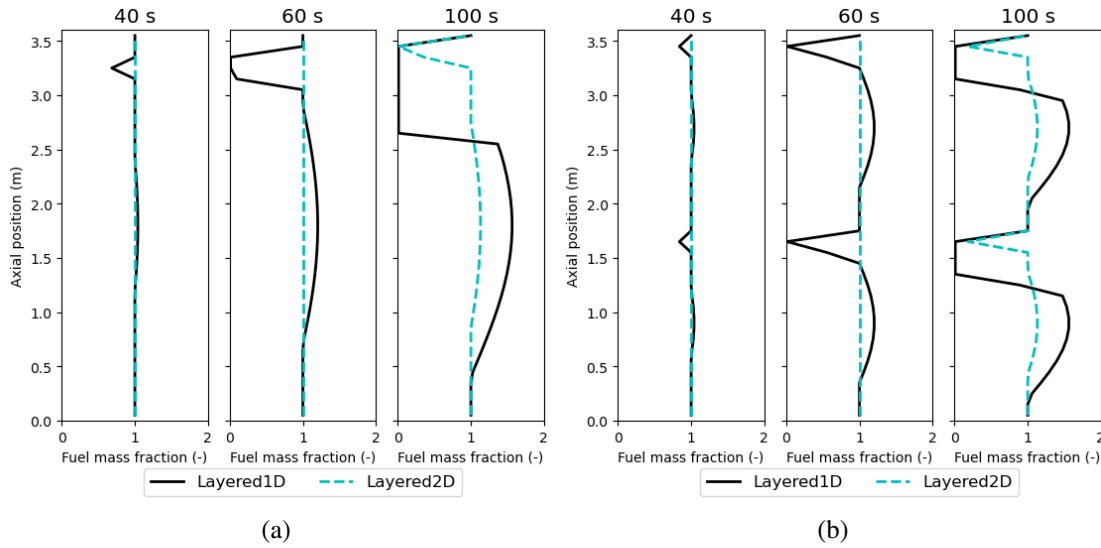 40 s 60 s 100 s 40 s 60 s 100 s
3.5 3.5
3.0 3.0
2.5 2.5
Axial position (m) Axial position (m)
2.0 2.0
1.5 1.5
1.0 1.0
0.5 0.5
0.0 0.0
0 1 2 0 1 2 0 1 2 0 1 2 0 1 2 0 1 2
Fuel mass fraction (-) Fuel mass fraction (-) Fuel mass fraction (-) Fuel mass fraction (-) Fuel mass fraction (-) Fuel mass fraction (-)
Layered1D Layered2D Layered1D Layered2D
(a) (b)